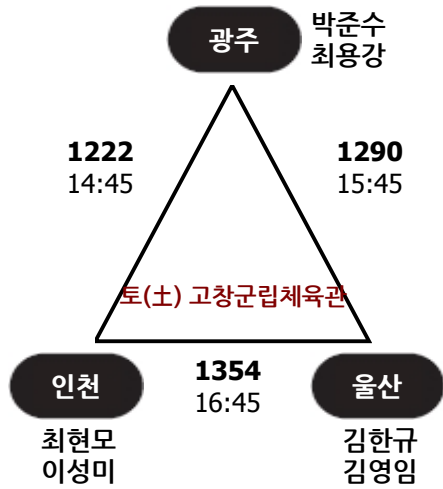 광주
박준수
최용강
1222
14:45
1290
15:45
토(土) 고창군립체육관
인천
1354
16:45
울산
최현모
이성미
김한규
김영임